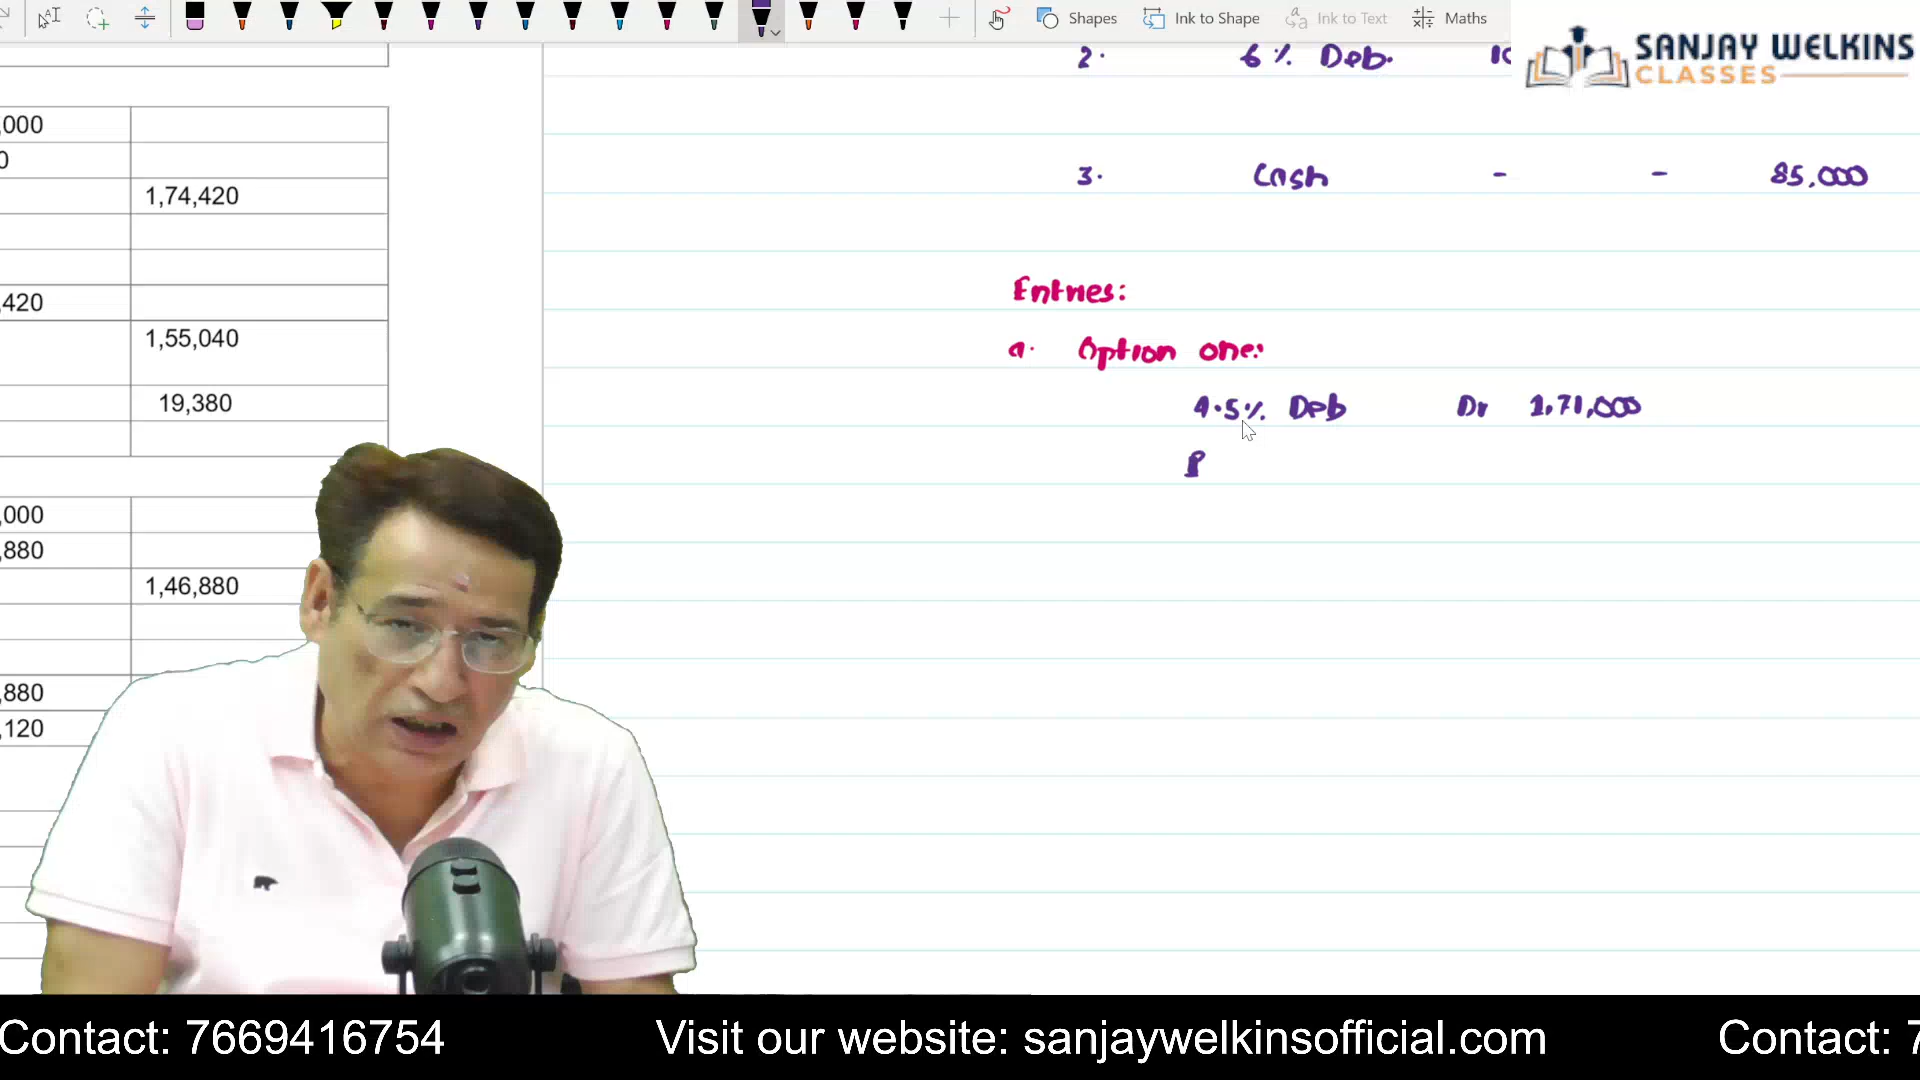 Shapes Ink to Shape Ink to Text Maths
SANJAY WELKINS
CLASSES
2. 6% Deb.
,000
0
1,74,420
3. Cash - - 85,000
,420
1,55,040
19,380
Entries:
a. Option one:
4.5% Deb Dr 1,71,000
P
,000
,880
1,46,880
,880
,120
Contact: 7669416754 Visit our website: sanjaywelkinsofficial.com Contact: 7